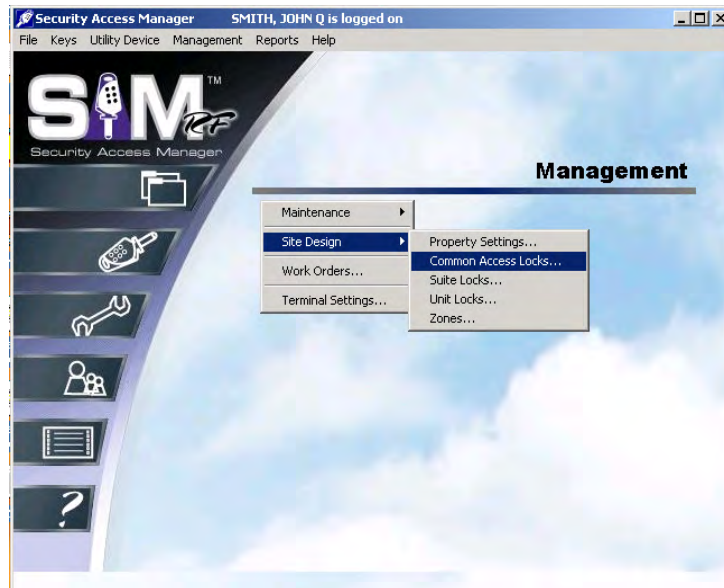 Security Access Manager SMITH, JOHN Q is logged on
File Keys Utility Device Management Reports Help
SAM TM
RF
Security Access Manager
Management
Maintenance
Site Design
Work Orders...
Terminal Settings...
Property Settings...
Common Access Locks...
Suite Locks...
Unit Locks...
Zones...
?